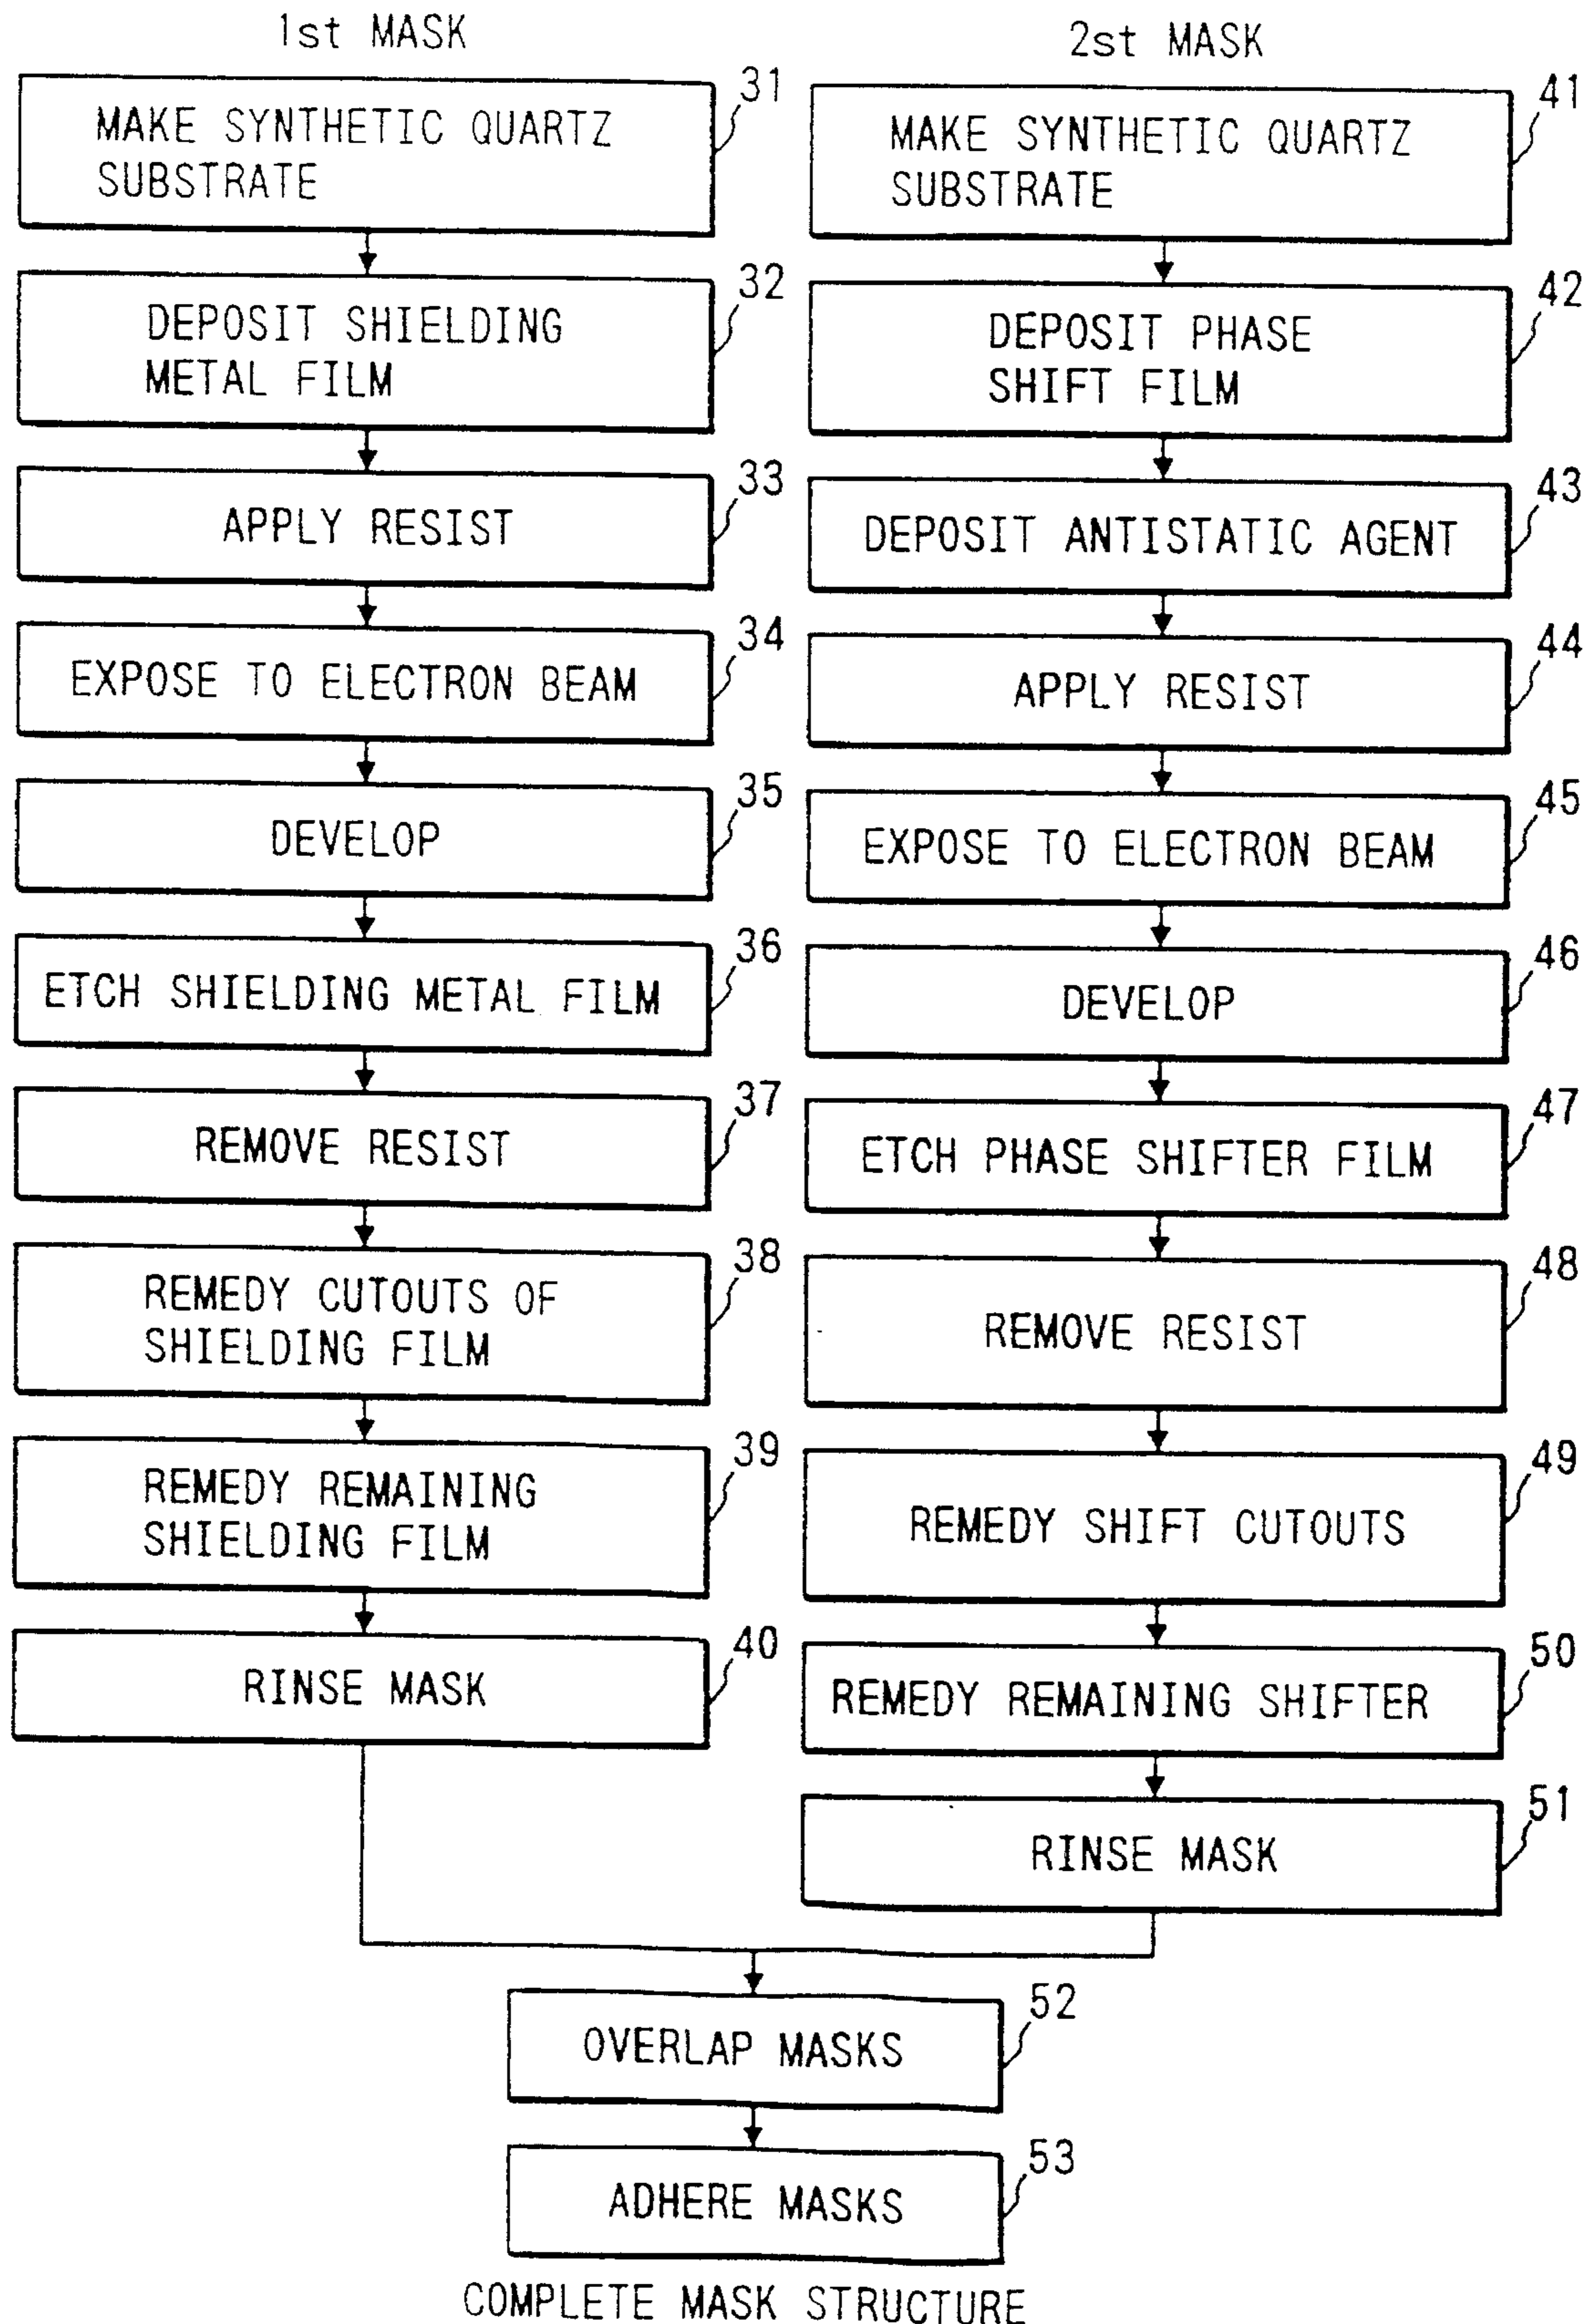 1st MASK
31
MAKE SYNTHETIC QUARTZ
SUBSTRATE
32
DEPOSIT SHIELDING
METAL FILM
33
APPLY RESIST
34
EXPOSE TO ELECTRON BEAM
35
DEVELOP
36
ETCH SHIELDING METAL FILM
37
REMOVE RESIST
38
REMEDY CUTOUTS OF
SHIELDING FILM
39
REMEDY REMAINING
SHIELDING FILM
40
RINSE MASK
2st MASK
41
MAKE SYNTHETIC QUARTZ
SUBSTRATE
42
DEPOSIT PHASE
SHIFT FILM
43
DEPOSIT ANTISTATIC AGENT
44
APPLY RESIST
45
EXPOSE TO ELECTRON BEAM
46
DEVELOP
47
ETCH PHASE SHIFTER FILM
48
REMOVE RESIST
49
REMEDY SHIFT CUTOUTS
50
REMEDY REMAINING SHIFTER
51
RINSE MASK
52
OVERLAP MASKS
53
ADHERE MASKS
COMPLETE MASK STRUCTURE